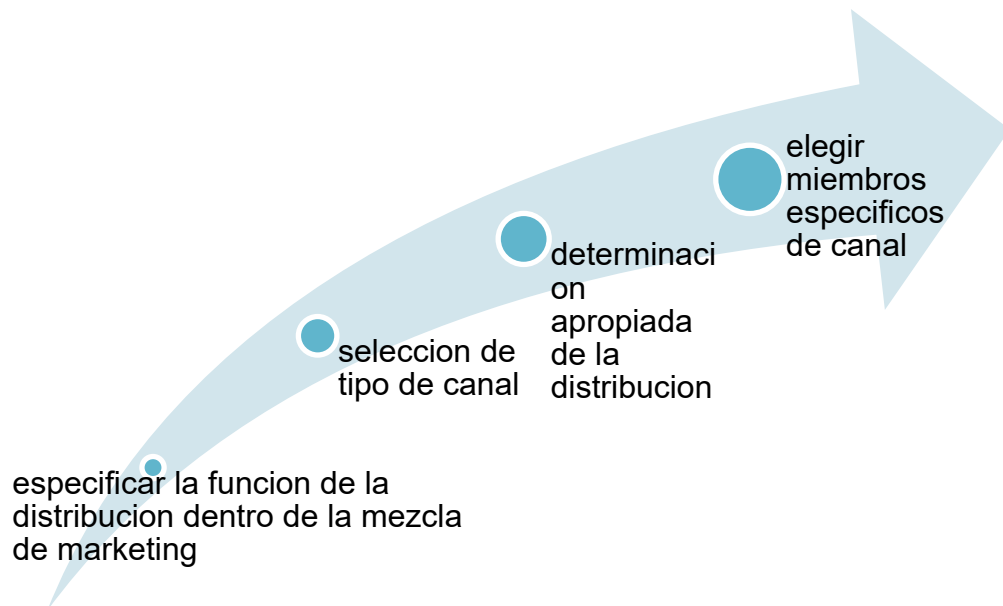 elegir
miembros
especificos
de canal
determinaci
on
apropiada
de la
distribucion
seleccion de
tipo de canal
especificar la funcion de la
distribucion dentro de la mezcla
de marketing